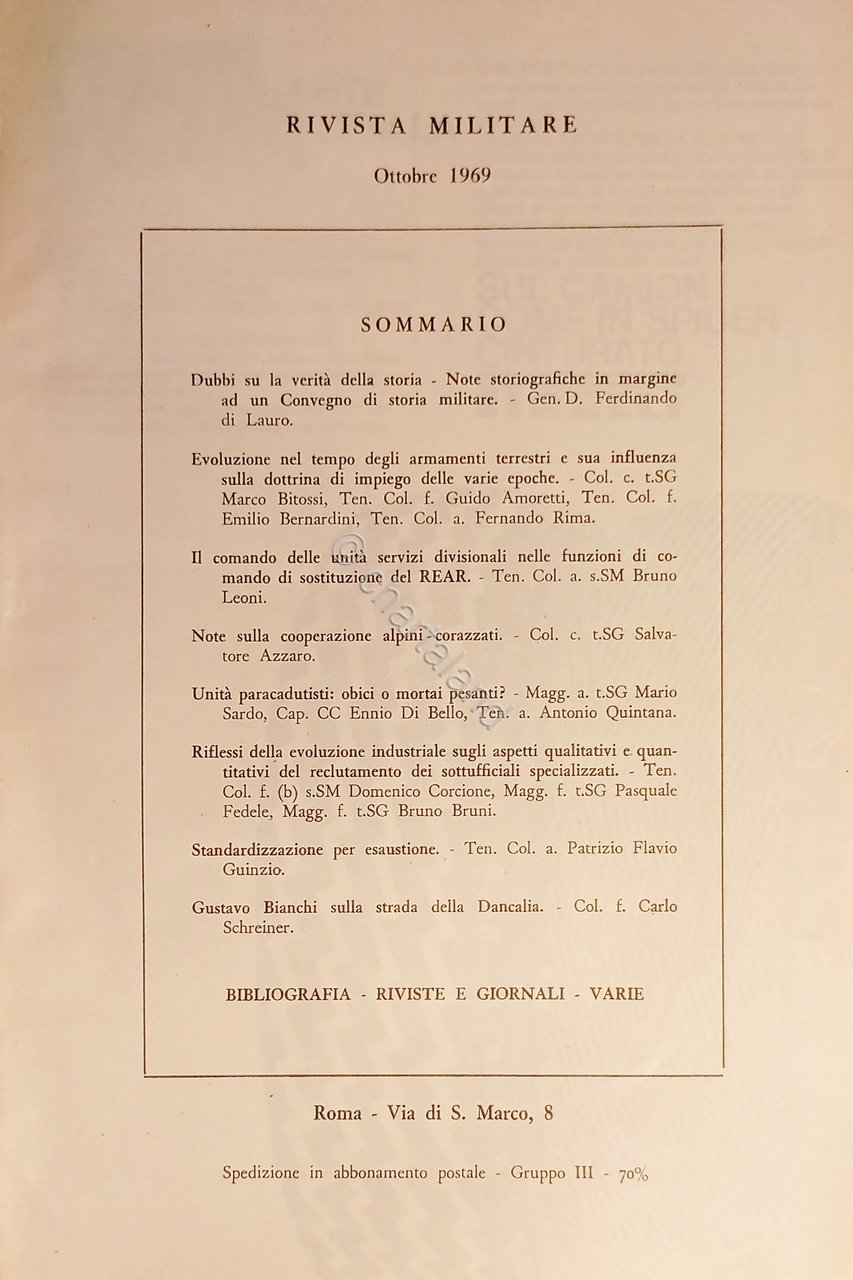 RIVISTA MILITARE
Ottobre 1969
SOMMARIO
Dubbi su la verità della storia - Note storiografiche in margine
ad un Convegno di storia militare. - Gen. D. Ferdinando
di Lauro.
Evoluzione nel tempo degli armamenti terrestri e sua influenza
sulla dottrina di impiego delle varie epoche. - Col. c. t.SG
Marco Bitossi, Ten. Col. f. Guido Amoretti, Ten. Col. f.
Emilio Bernardini, Ten. Col. a. Fernando Rima.
Il comando delle unità servizi divisionali nelle funzioni di co-
mando di sostituzione del REAR. - Ten. Col. a. s.SM Bruno
Leoni.
Note sulla cooperazione alpini - corazzati. - Col. c. t.SG Salva-
tore Azzaro.
Unità paracadutisti: obici o mortai pesanti? - Magg. a. t.SG Mario
Sardo, Cap. CC Ennio Di Bello, Ten. a. Antonio Quintana.
Riflessi della evoluzione industriale sugli aspetti qualitativi e quan-
titativi del reclutamento dei sottufficiali specializzati. - Ten.
Col. f. (b) s.SM Domenico Corcione, Magg. f. t.SG Pasquale
Fedele, Magg. f. t.SG Bruno Bruni.
Standardizzazione per esaustione. - Ten. Col. a. Patrizio Flavio
Guinzio.
Gustavo Bianchi sulla strada della Dancalia. - Col. f. Carlo
Schreiner.
BIBLIOGRAFIA - RIVISTE E GIORNALI - VARIE
Roma - Via di S. Marco, 8
Spedizione in abbonamento postale - Gruppo III - 70%